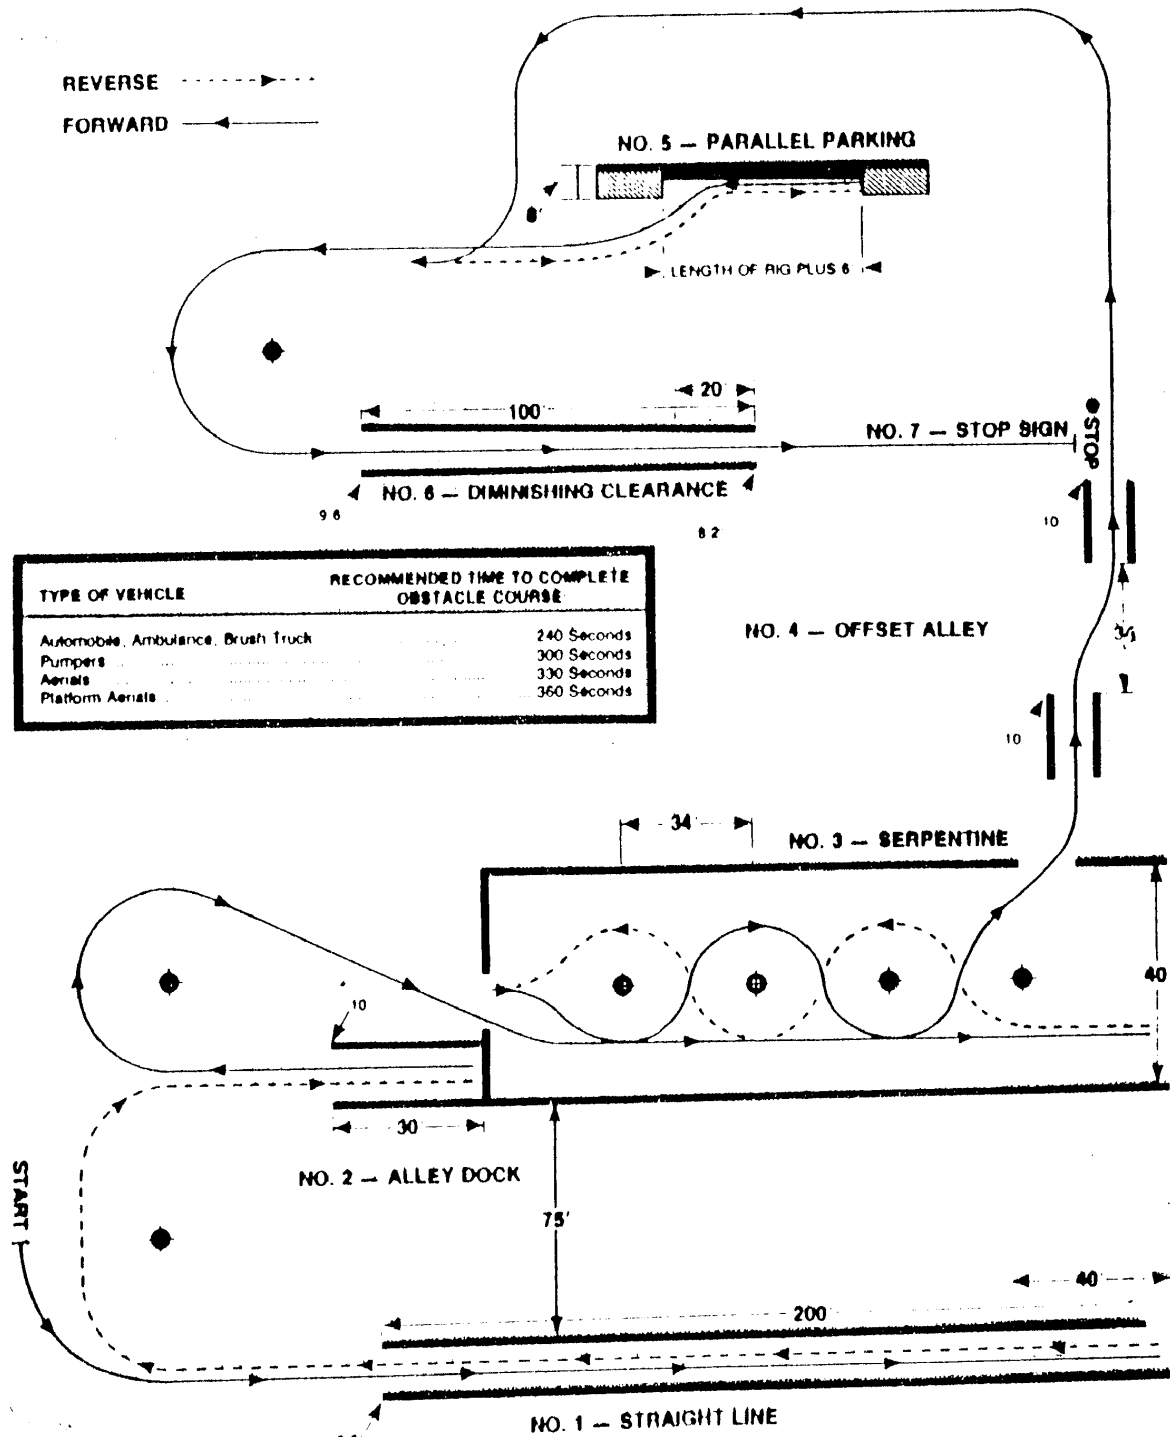 REVERSE
FORWARD
NO. 5 — PARALLEL PARKING
8'
LENGTH OF RIG PLUS 6
20
100
NO. 7 — STOP SIGN
STOP
NO. 6 — DIMINISHING CLEARANCE
9 6
8 2
10
TYPE OF VEHICLE
RECOMMENDED TIME TO COMPLETE
OBSTACLE COURSE
Automobile, Ambulance, Brush Truck 240 Seconds
Pumpers 300 Seconds
Aerials 330 Seconds
Platform Aerials 360 Seconds
NO. 4 — OFFSET ALLEY
10
34
NO. 3 — SERPENTINE
40
10
30
NO. 2 — ALLEY DOCK
START
75'
40
200
NO. 1 — STRAIGHT LINE